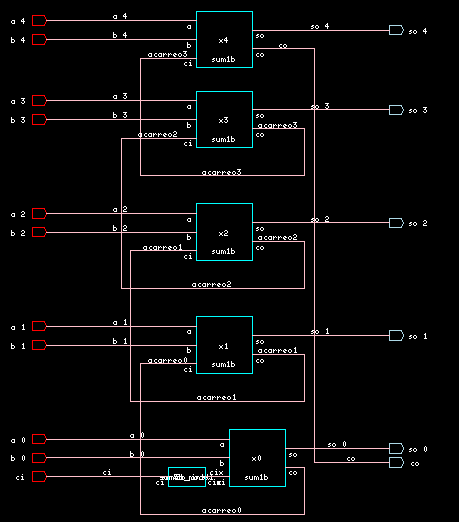 a 4 a 4 a so 4 so 4
x4 so
b 4 b 4 b co
acarreo3 ci sum1b co
a 3 a 3 a so 3 so 3
x3 so
b 3 b 3 b acarreo3
acarreo2 ci sum1b co
acarreo3
a 2 a 2 a so 2 so 2
x2 so
b 2 b 2 b acarreo2
acarreo1 ci sum1b co
acarreo2
a 1 a 1 a so 1 so 1
x1 so
b 1 b 1 b acarreo1
acarreo0 ci sum1b co
acarreo1
a 0 a 0 a so 0 so 0
x0 so
b 0 b 0 b co co
ci ci cix sum1b co
ci
acarreo0